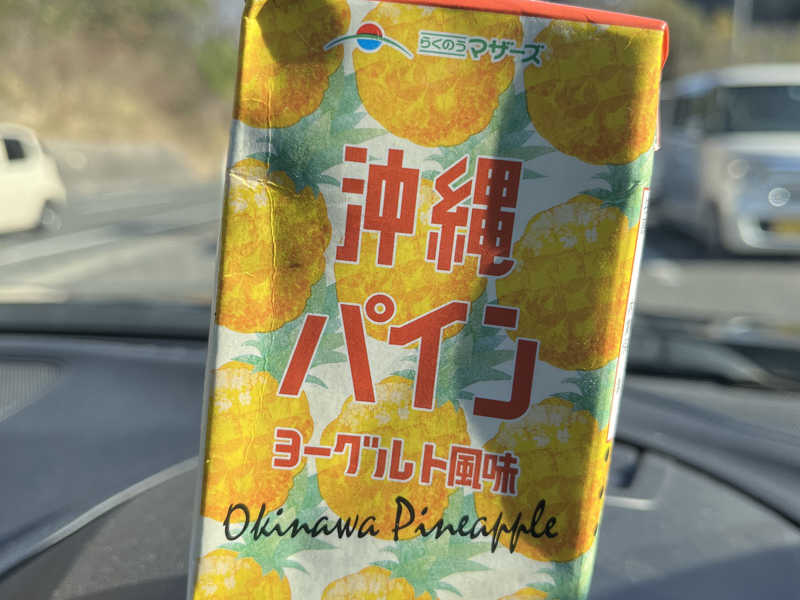 らくのうマザーズ
沖縄
パイン
ヨーグルト風味
Okinawa Pineapple